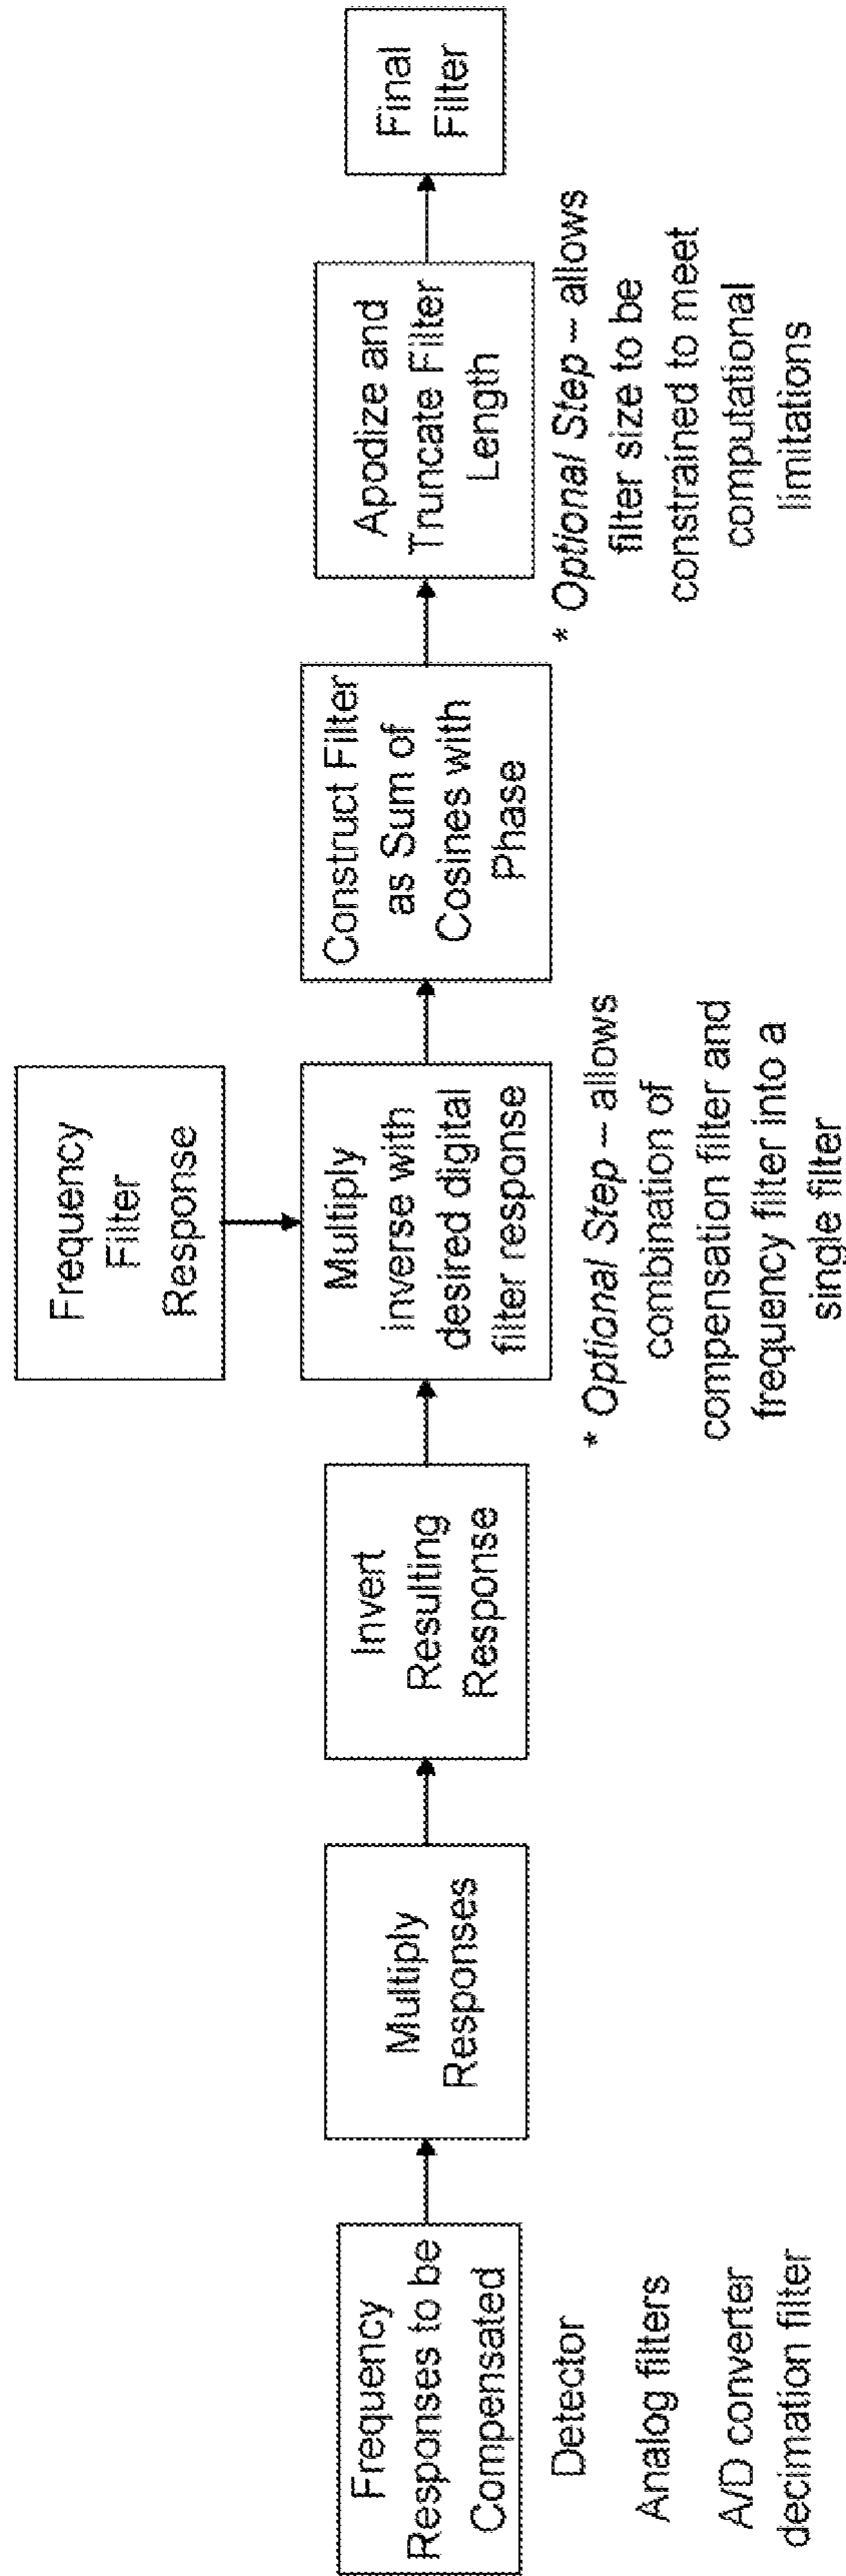 Frequency
Responses to be
Compensated
Detector
Analog filters
A/D converter
decimation filter
Multiply
Responses
Invert
Resulting
Response
Frequency
Filter
Response
Multiply
inverse with
desired digital
filter response
* Optional Step – allows
combination of
compensation filter and
frequency filter into a
single filter
Construct Filter
as Sum of
Cosines with
Phase
Apodize and
Truncate Filter
Length
* Optional Step – allows
filter size to be
constrained to meet
computational
limitations
Final
Filter